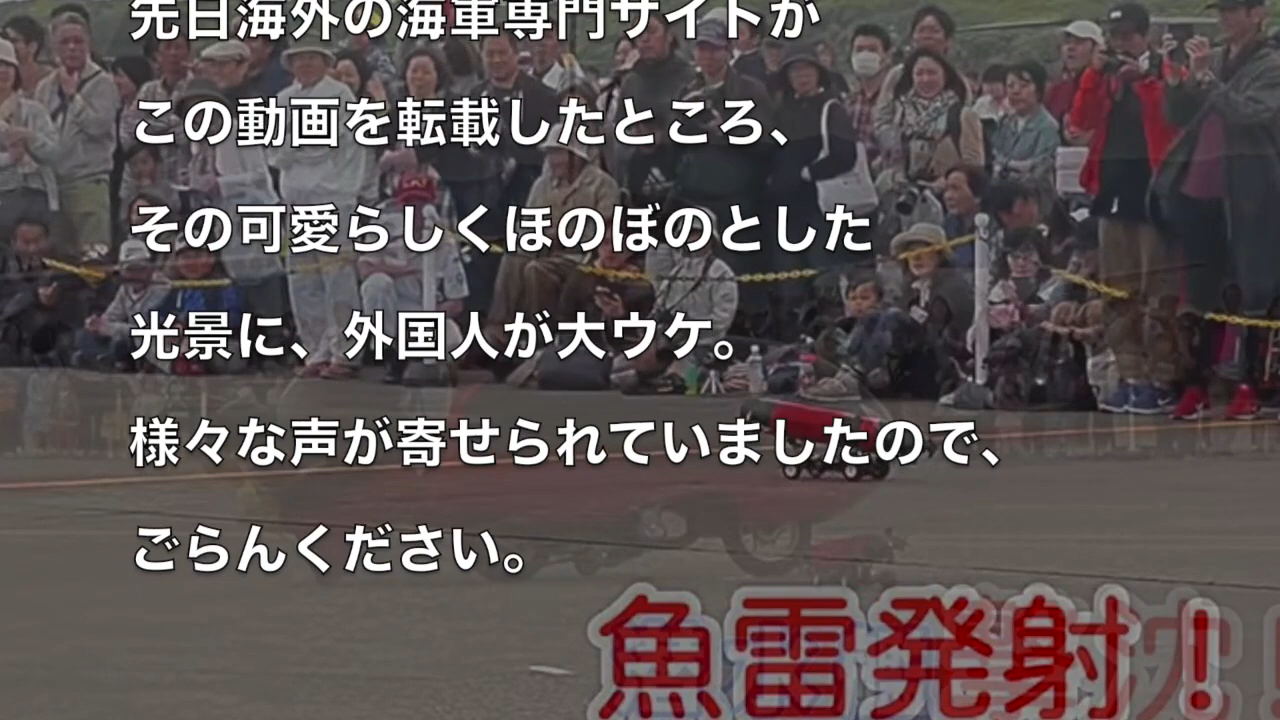 先日海外の海軍専門サイトが
この動画を転載したところ、
その可愛らしくほのぼのとした
光景に、外国人が大ウケ。
様々な声が寄せられていましたので、
ごらんください。
魚雷発射！